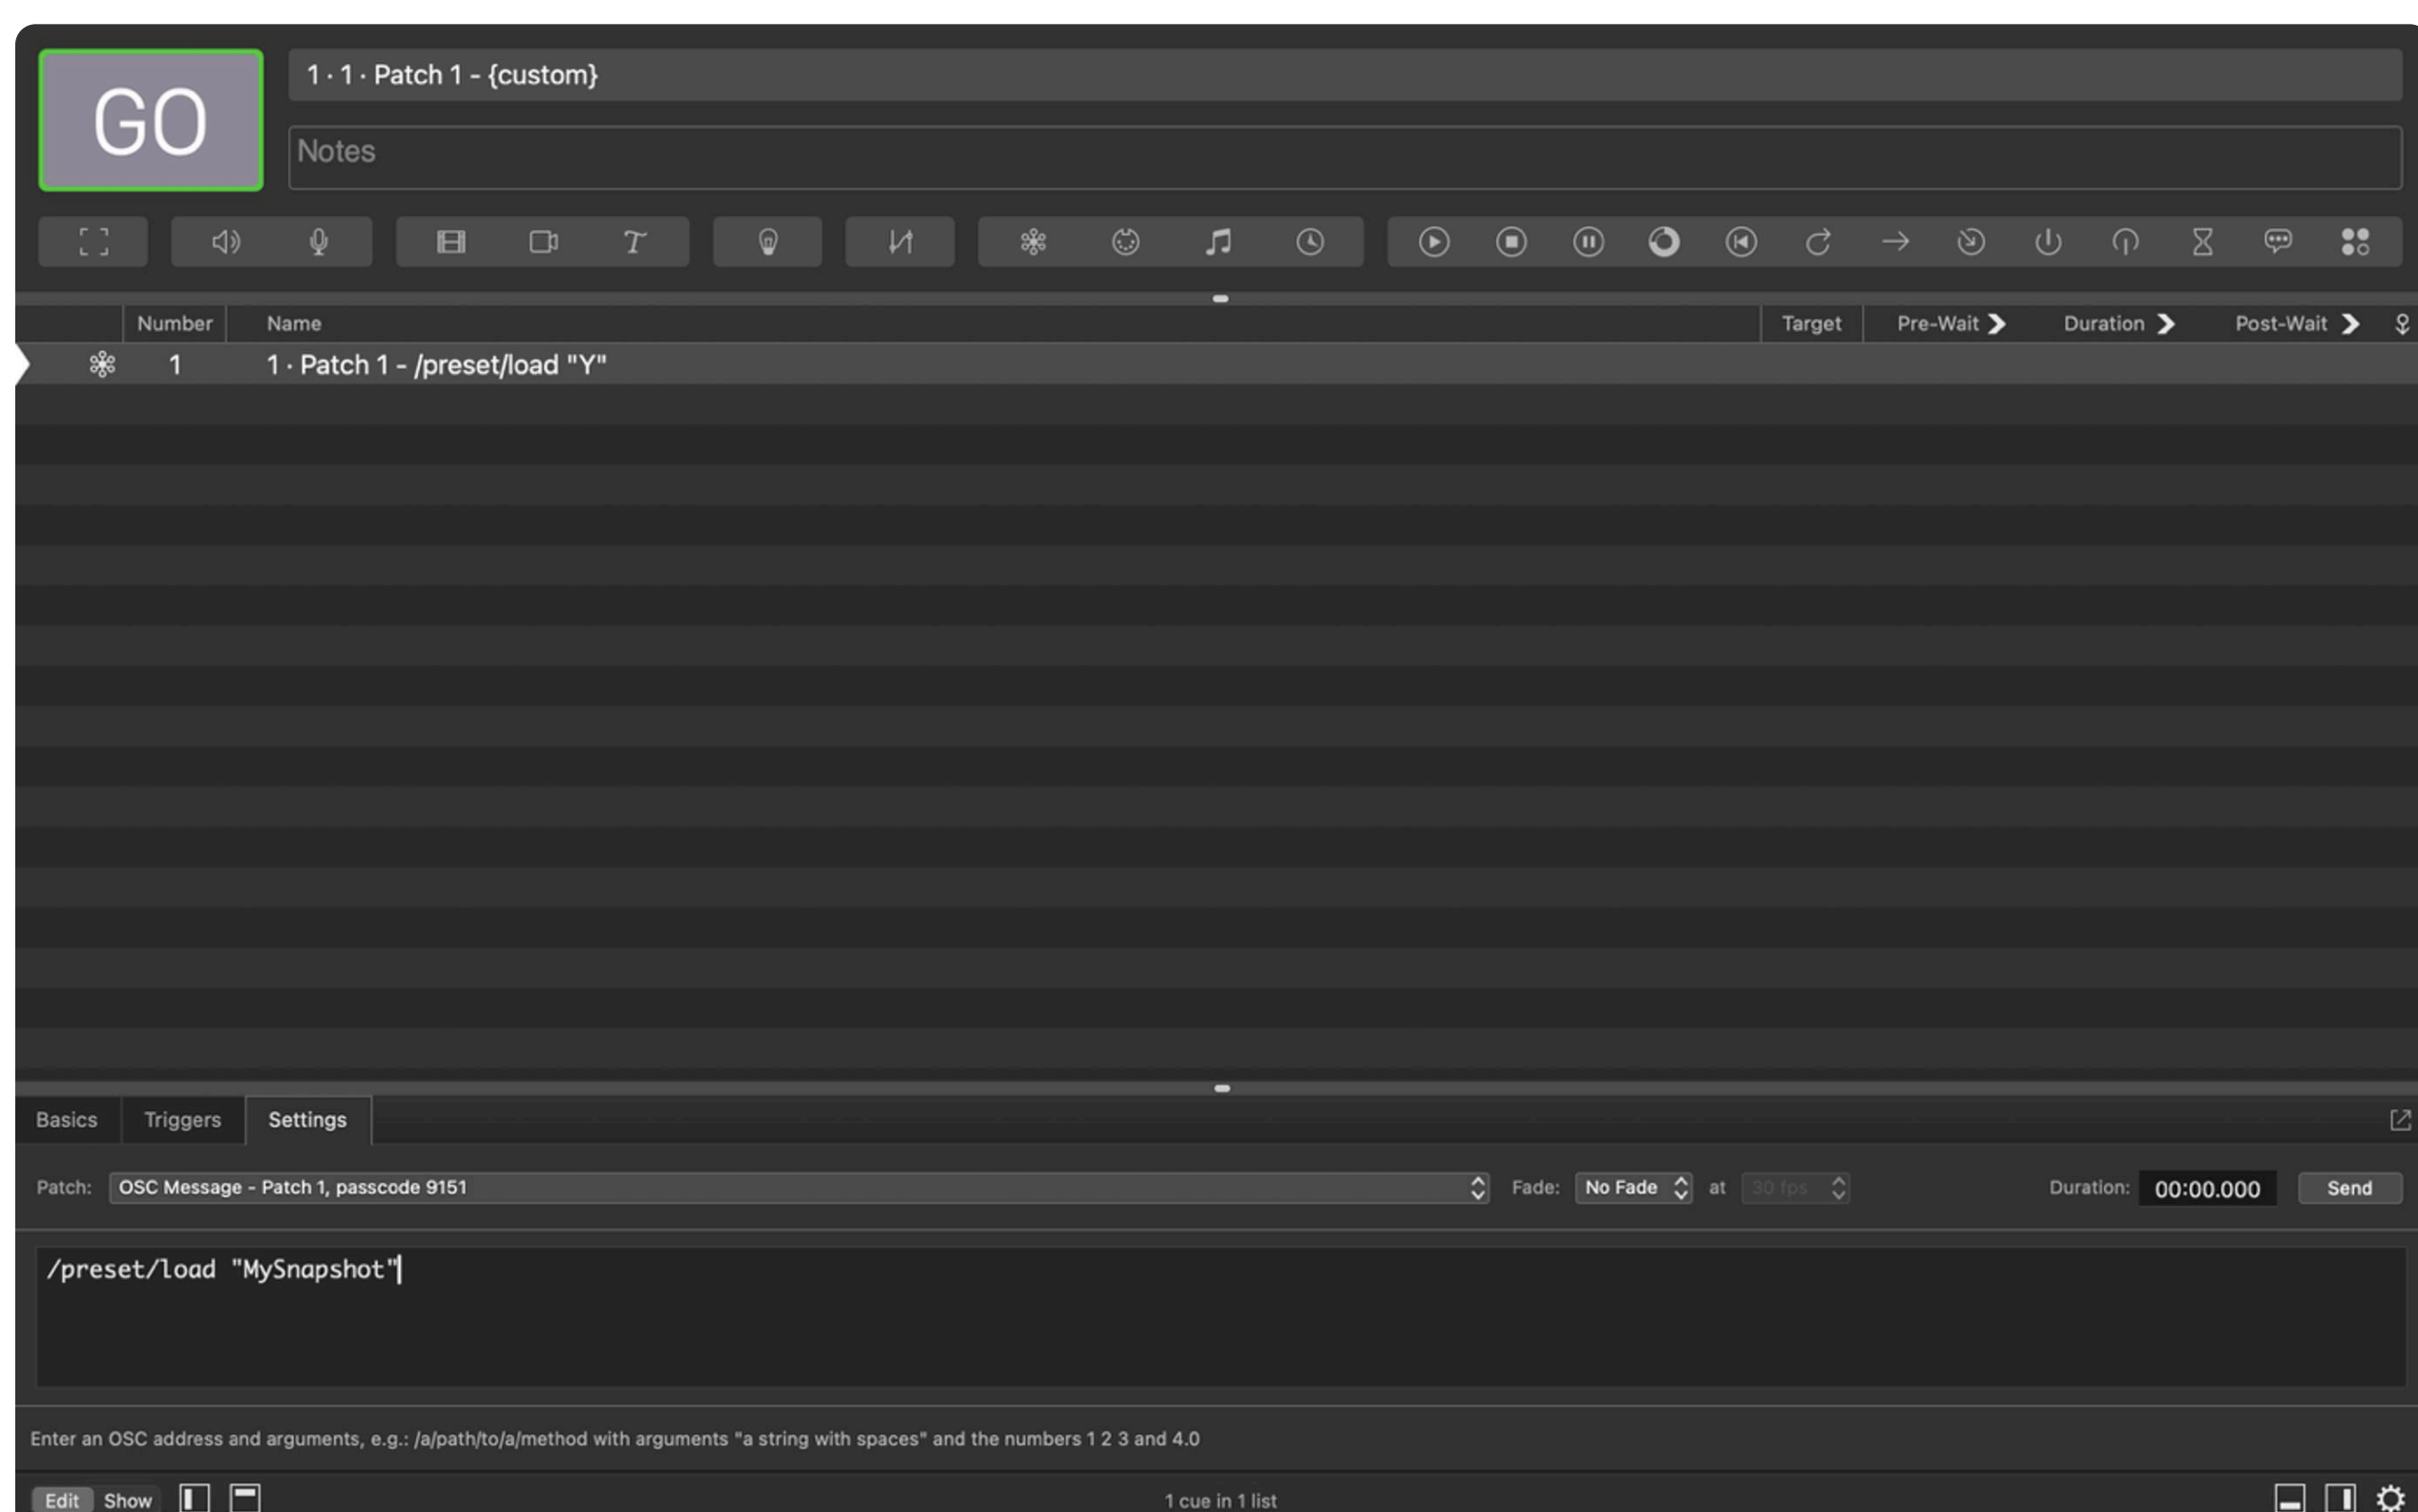 GO
1 · 1 · Patch 1 - {custom}
Notes
Number Name Target Pre-Wait Duration Post-Wait
1 1 · Patch 1 - /preset/load "Y"
Basics Triggers Settings
Patch: OSC Message - Patch 1, passcode 9151 Fade: No Fade at 30 fps Duration: 00:00.000 Send
/preset/load "MySnapshot"
Enter an OSC address and arguments, e.g.: /a/path/to/a/method with arguments "a string with spaces" and the numbers 1 2 3 and 4.0
Edit Show 1 cue in 1 list